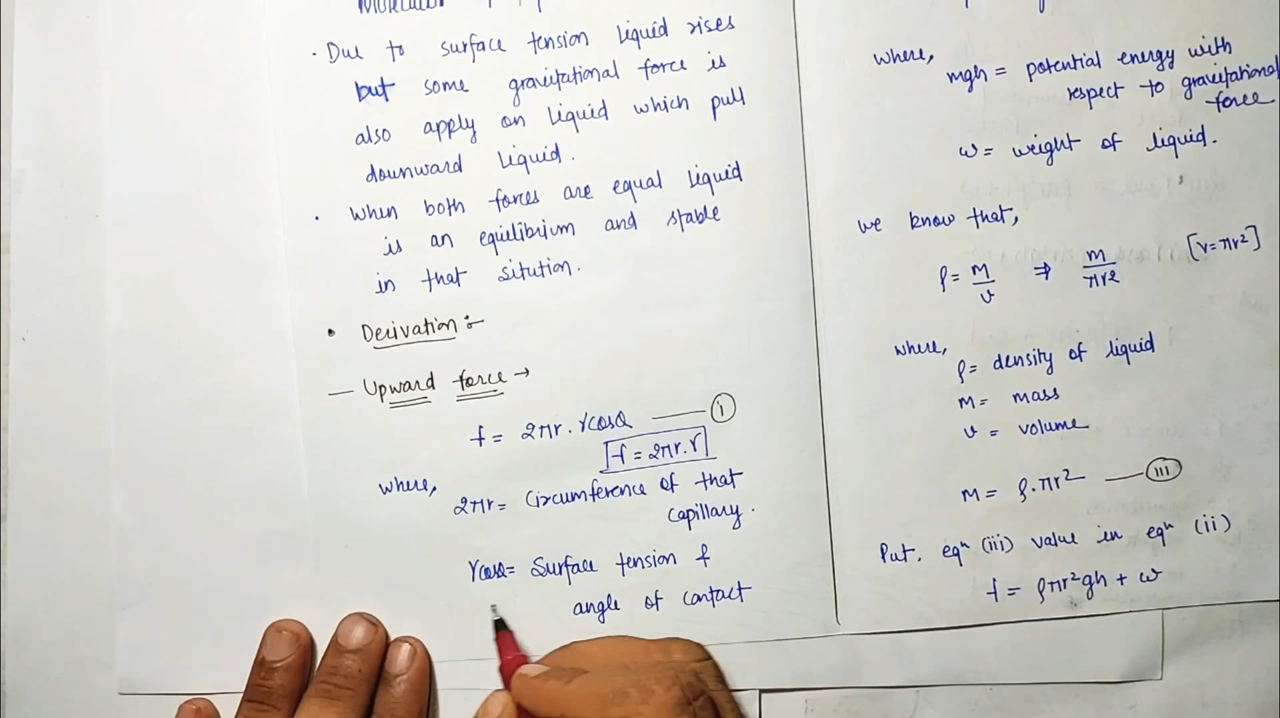 · Due to surface tension liquid rises
but some gravitational force is
also apply on liquid which pull
downward liquid.
· When both forces are equal liquid
is an equilibrium and stable
in that sitution.
• Derivation :-
— Upward force →
f = 2πr. γcosθ —— (i)
f = 2πr.γ
where,
2πr = Circumference of that
capillary.
γcosθ = Surface tension &
angle of contact
where,
mgh = potential energy with
respect to gravitational
force
w = weight of liquid.
we know that,
ρ = m/v ⇒ m/πr² [v=πr²]
where,
ρ = density of liquid
m = mass
v = volume
m = ρ.πr² —— (iii)
Put, eqⁿ (iii) value in eqⁿ (ii)
f = ρπr²gh + w